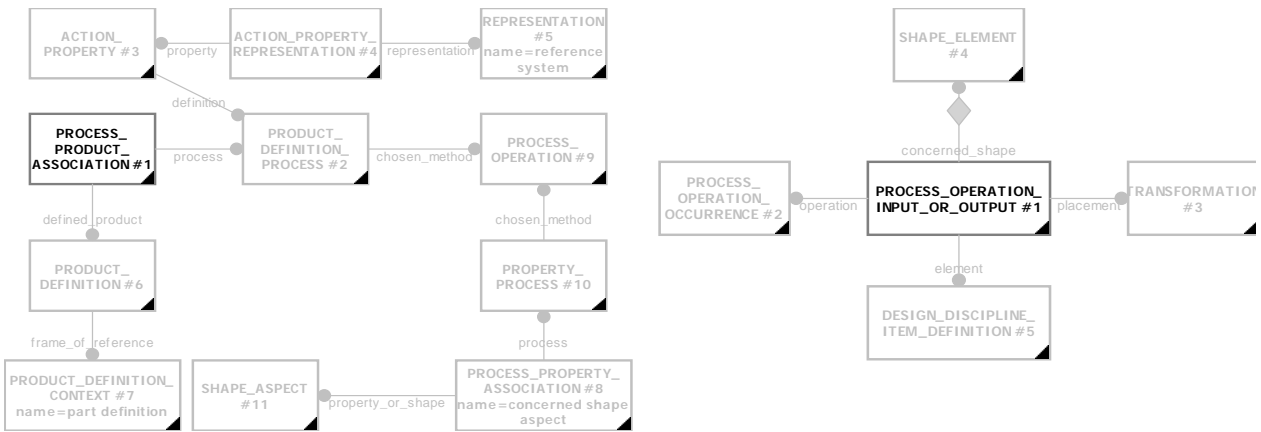 ACTION_
PROPERTY #3
property
ACTION_PROPERTY_
REPRESENTATION #4
representation
REPRESENTATION
#5
name=reference
system
definition
PROCESS_
PRODUCT_
ASSOCIATION #1
process
PRODUCT_
DEFINITION_
PROCESS #2
chosen_method
PROCESS_
OPERATION #9
defined_product
chosen_method
PRODUCT_
DEFINITION #6
PROPERTY_
PROCESS #10
frame_of_reference
process
PRODUCT_DEFINITION_
CONTEXT #7
name=part definition
SHAPE_ASPECT
#11
property_or_shape
PROCESS_PROPERTY_
ASSOCIATION #8
name=concerned shape
aspect
SHAPE_ELEMENT
#4
concerned_shape
PROCESS_
OPERATION_
OCCURRENCE #2
operation
PROCESS_OPERATION_
INPUT_OR_OUTPUT #1
placement
TRANSFORMATION
#3
element
DESIGN_DISCIPLINE_
ITEM_DEFINITION #5